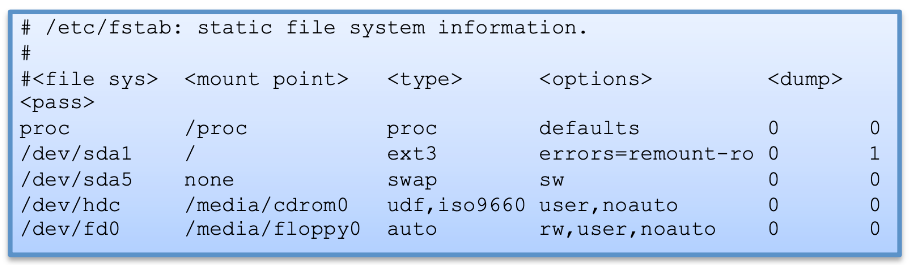 # /etc/fstab: static file system information.
#
#<file sys>  <mount point>   <type>      <options>         <dump>
<pass>
proc         /proc           proc        defaults          0       0
/dev/sda1    /               ext3        errors=remount-ro 0       1
/dev/sda5    none            swap        sw                0       0
/dev/hdc     /media/cdrom0   udf,iso9660 user,noauto       0       0
/dev/fd0     /media/floppy0  auto        rw,user,noauto    0       0